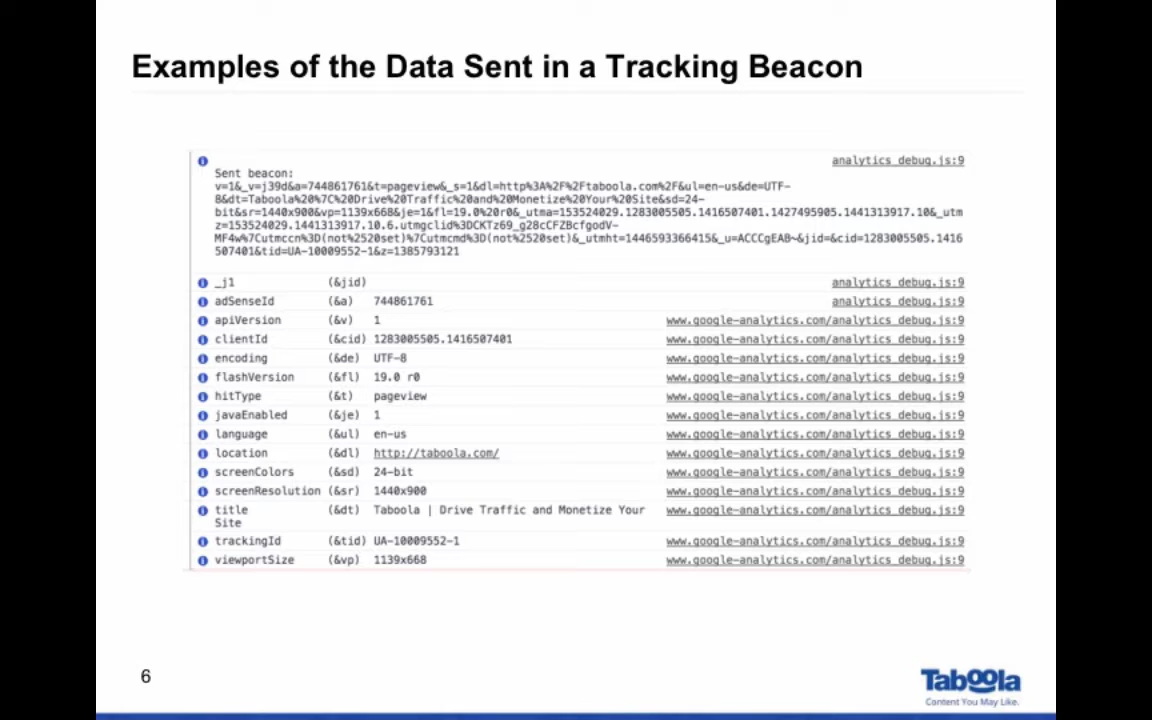 Examples of the Data Sent in a Tracking Beacon
analytics_debug.js:9
Sent beacon:
v=1&_v=j39d&a=744861761&t=pageview&_s=1&dl=http%3A%2F%2Ftaboola.com%2F&ul=en-us&de=UTF-
8&dt=Taboola%20%7C%20Drive%20Traffic%20and%20Monetize%20Your%20Site&sd=24-
bit&sr=1440x900&vp=1139x668&je=1&fl=19.0%20r0&_utma=153524029.1283005505.1416507401.1427495905.1441313917.10&_utm
z=153524029.1441313917.10.6.utmgclid%3DCKTz69_g28cCFZBcfgodV-
MF4w%7Cutmccn%3D(not%2520set)%7Cutmcmd%3D(not%2520set)&_utmht=1446593366415&_u=ACCCgEAB~&jid=&cid=1283005505.1416
507401&tid=UA-10009552-1&z=1385793121
_j1 (&jid) analytics_debug.js:9
adSenseId (&a) 744861761 analytics_debug.js:9
apiVersion (&v) 1 www.google-analytics.com/analytics_debug.js:9
clientId (&cid) 1283005505.1416507401 www.google-analytics.com/analytics_debug.js:9
encoding (&de) UTF-8 www.google-analytics.com/analytics_debug.js:9
flashVersion (&fl) 19.0 r0 www.google-analytics.com/analytics_debug.js:9
hitType (&t) pageview www.google-analytics.com/analytics_debug.js:9
javaEnabled (&je) 1 www.google-analytics.com/analytics_debug.js:9
language (&ul) en-us www.google-analytics.com/analytics_debug.js:9
location (&dl) http://taboola.com/ www.google-analytics.com/analytics_debug.js:9
screenColors (&sd) 24-bit www.google-analytics.com/analytics_debug.js:9
screenResolution (&sr) 1440x900 www.google-analytics.com/analytics_debug.js:9
title (&dt) Taboola | Drive Traffic and Monetize Your www.google-analytics.com/analytics_debug.js:9
Site
trackingId (&tid) UA-10009552-1 www.google-analytics.com/analytics_debug.js:9
viewportSize (&vp) 1139x668 www.google-analytics.com/analytics_debug.js:9
6
Taboola
Content You May Like.